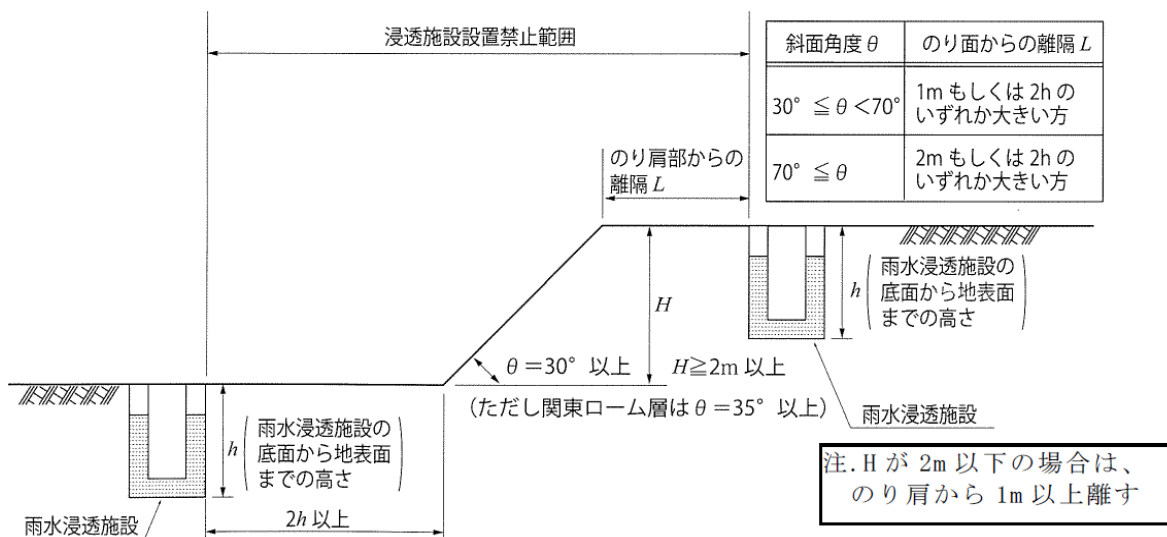 浸透施設設置禁止範囲
斜面角度 θ
のり面からの離隔 L
30° ≦ θ <70°
1m もしくは 2h の
いずれか大きい方
70° ≦ θ
2m もしくは 2h の
いずれか大きい方
のり肩部からの
離隔 L
H
h
雨水浸透施設の
底面から地表面
までの高さ
θ =30° 以上
H≧2m 以上
(ただし関東ローム層は θ =35° 以上)
雨水浸透施設
h
雨水浸透施設の
底面から地表面
までの高さ
雨水浸透施設
2h 以上
注.H が 2m 以下の場合は、
のり肩から 1m 以上離す